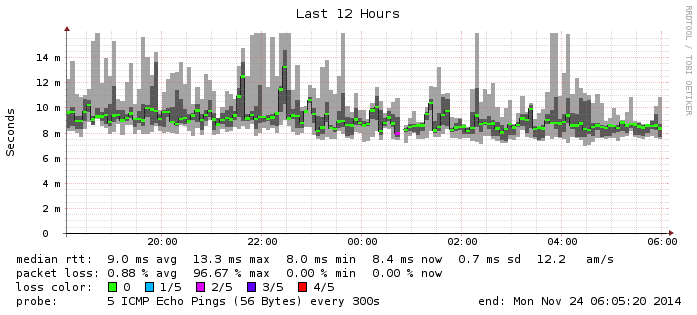 Last 12 Hours
RRDTOOL / TOBI OETIKER
Seconds
14 m
12 m
10 m
8 m
6 m
4 m
2 m
0
20:00 22:00 00:00 02:00 04:00 06:00
median rtt: 9.0 ms avg 13.3 ms max 8.0 ms min 8.4 ms now 0.7 ms sd 12.2 am/s
packet loss: 0.88 % avg 96.67 % max 0.00 % min 0.00 % now
loss color: 0 1/5 2/5 3/5 4/5
probe: 5 ICMP Echo Pings (56 Bytes) every 300s end: Mon Nov 24 06:05:20 2014